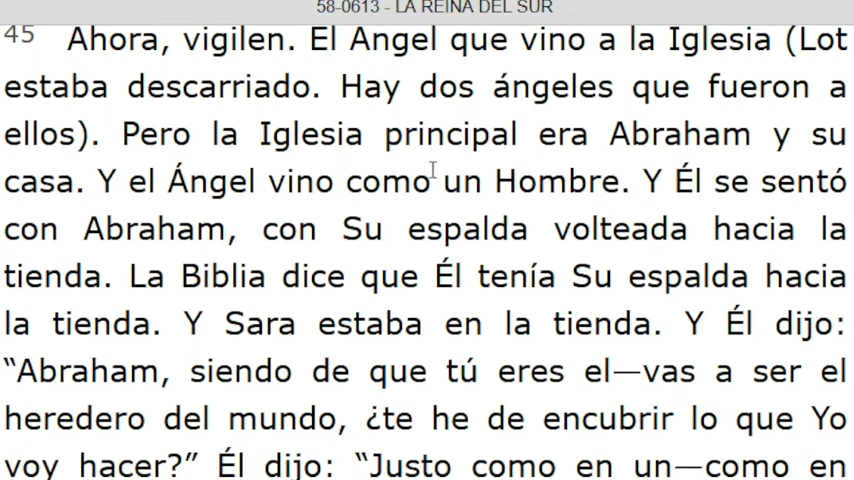 58-0613 - LA REINA DEL SUR
45 Ahora, vigilen. El Ángel que vino a la Iglesia (Lot
estaba descarriado. Hay dos ángeles que fueron a
ellos). Pero la Iglesia principal era Abraham y su
casa. Y el Ángel vino como un Hombre. Y Él se sentó
con Abraham, con Su espalda volteada hacia la
tienda. La Biblia dice que Él tenía Su espalda hacia
la tienda. Y Sara estaba en la tienda. Y Él dijo:
“Abraham, siendo de que tú eres el—vas a ser el
heredero del mundo, ¿te he de encubrir lo que Yo
voy hacer?” Él dijo: “Justo como en un—como en